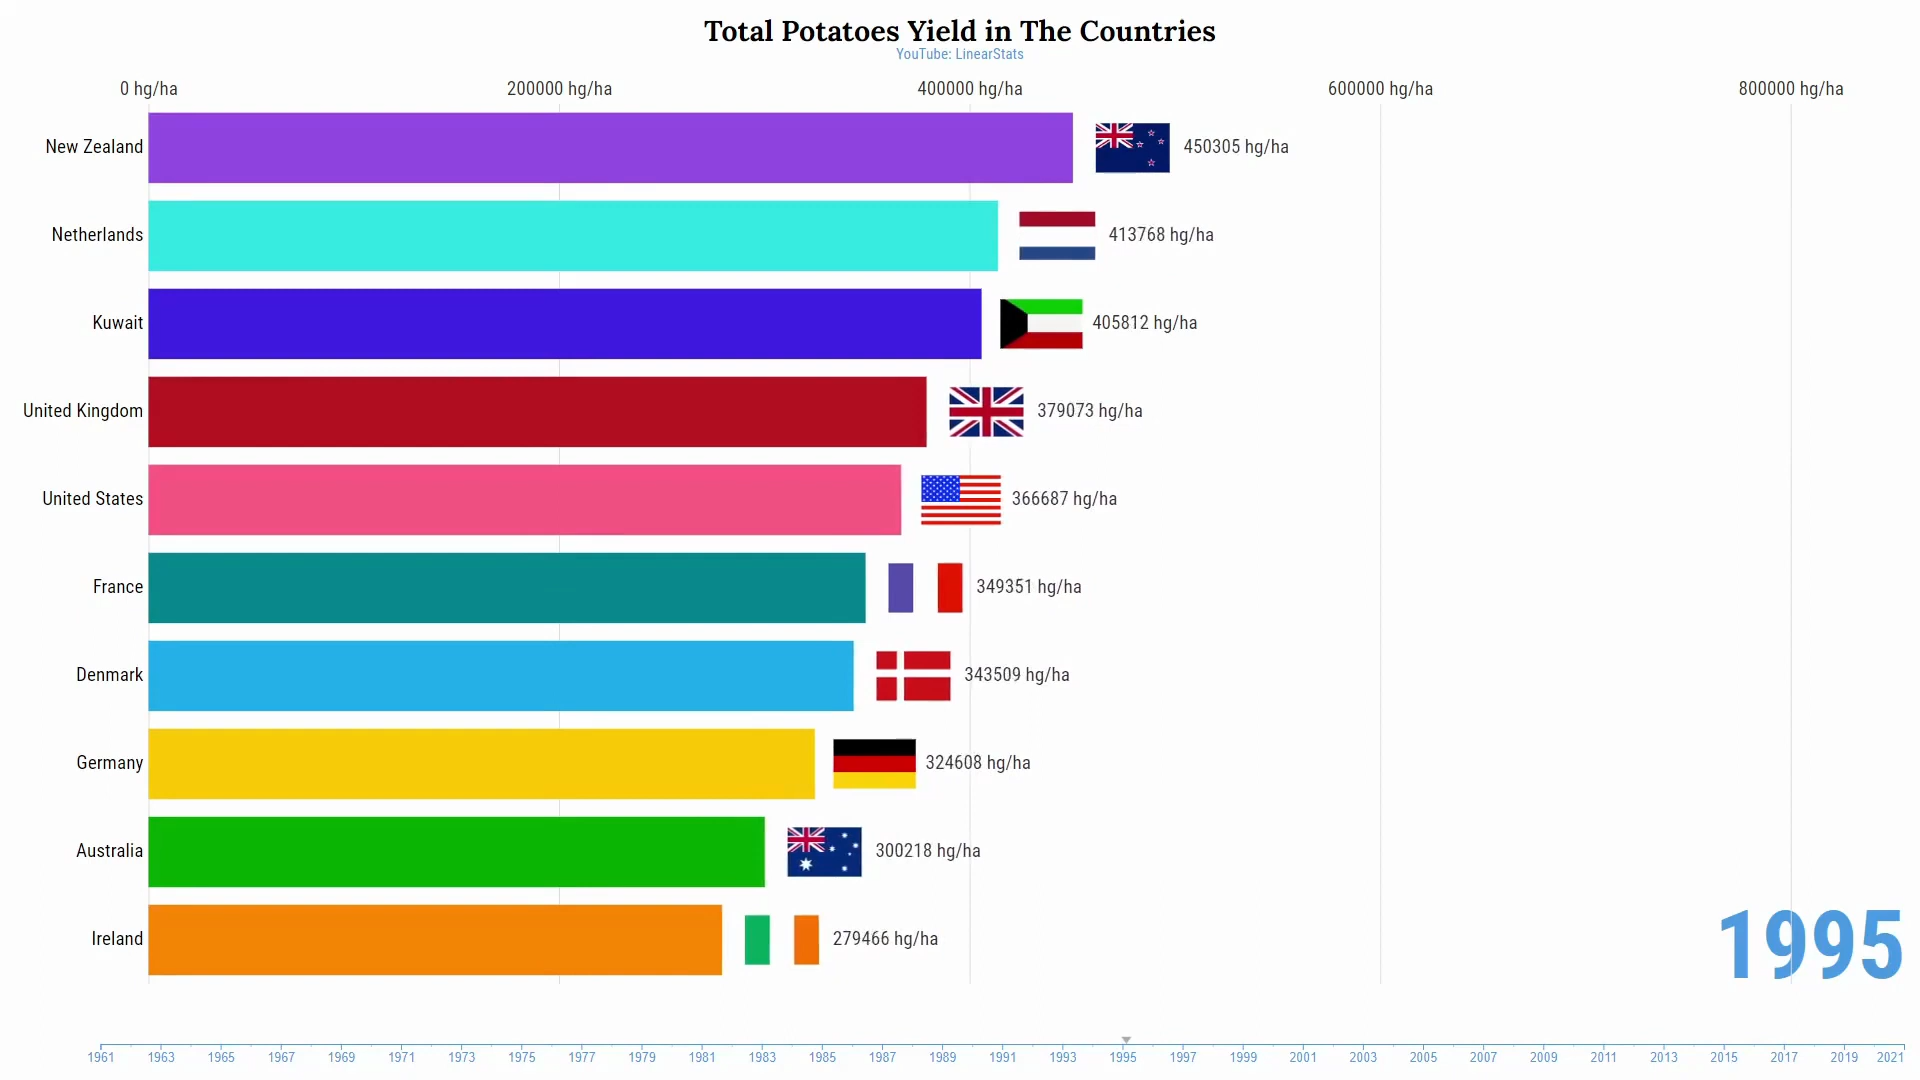 Total Potatoes Yield in The Countries
YouTube: LinearStats
0 hg/ha 200000 hg/ha 400000 hg/ha 600000 hg/ha 800000 hg/ha
New Zealand 450305 hg/ha
Netherlands 413768 hg/ha
Kuwait 405812 hg/ha
United Kingdom 379073 hg/ha
United States 366687 hg/ha
France 349351 hg/ha
Denmark 343509 hg/ha
Germany 324608 hg/ha
Australia 300218 hg/ha
Ireland 279466 hg/ha
1995
1961 1963 1965 1967 1969 1971 1973 1975 1977 1979 1981 1983 1985 1987 1989 1991 1993 1995 1997 1999 2001 2003 2005 2007 2009 2011 2013 2015 2017 2019 2021